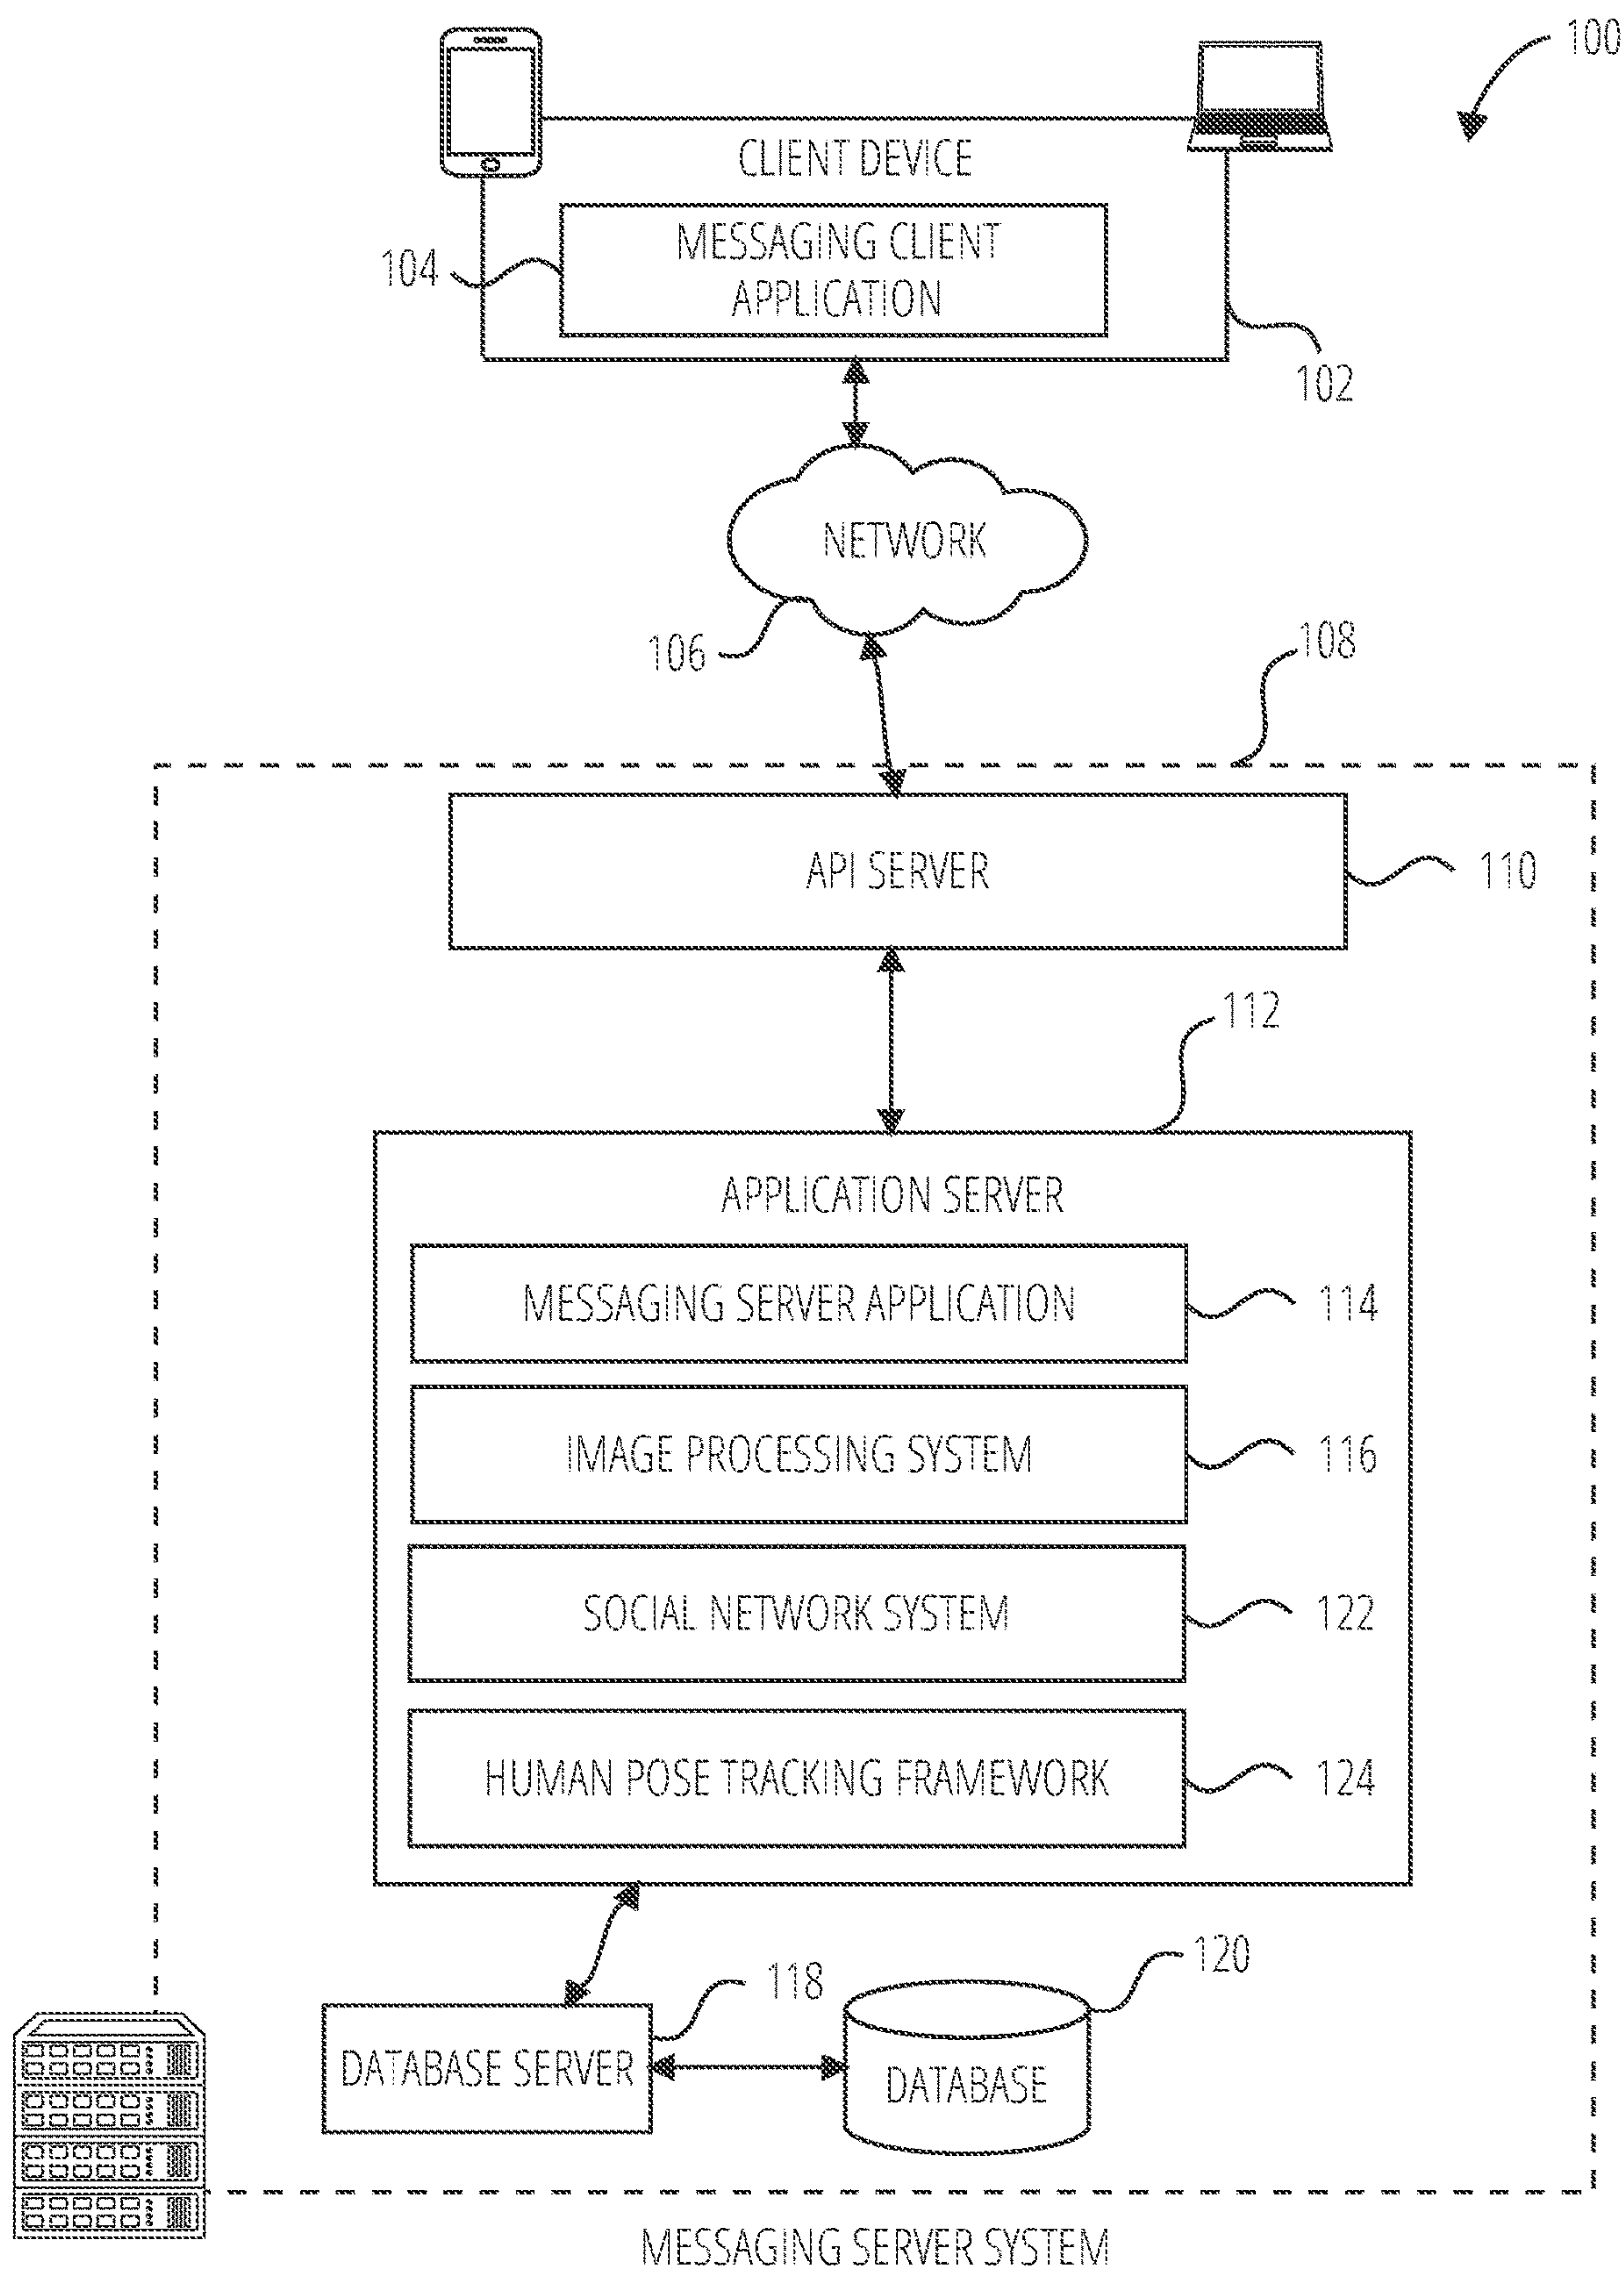 100
CLIENT DEVICE
MESSAGING CLIENT
APPLICATION
104
102
NETWORK
106
108
API SERVER
110
112
APPLICATION SERVER
MESSAGING SERVER APPLICATION
114
IMAGE PROCESSING SYSTEM
116
SOCIAL NETWORK SYSTEM
122
HUMAN POSE TRACKING FRAMEWORK
124
120
118
DATABASE SERVER
DATABASE
MESSAGING SERVER SYSTEM